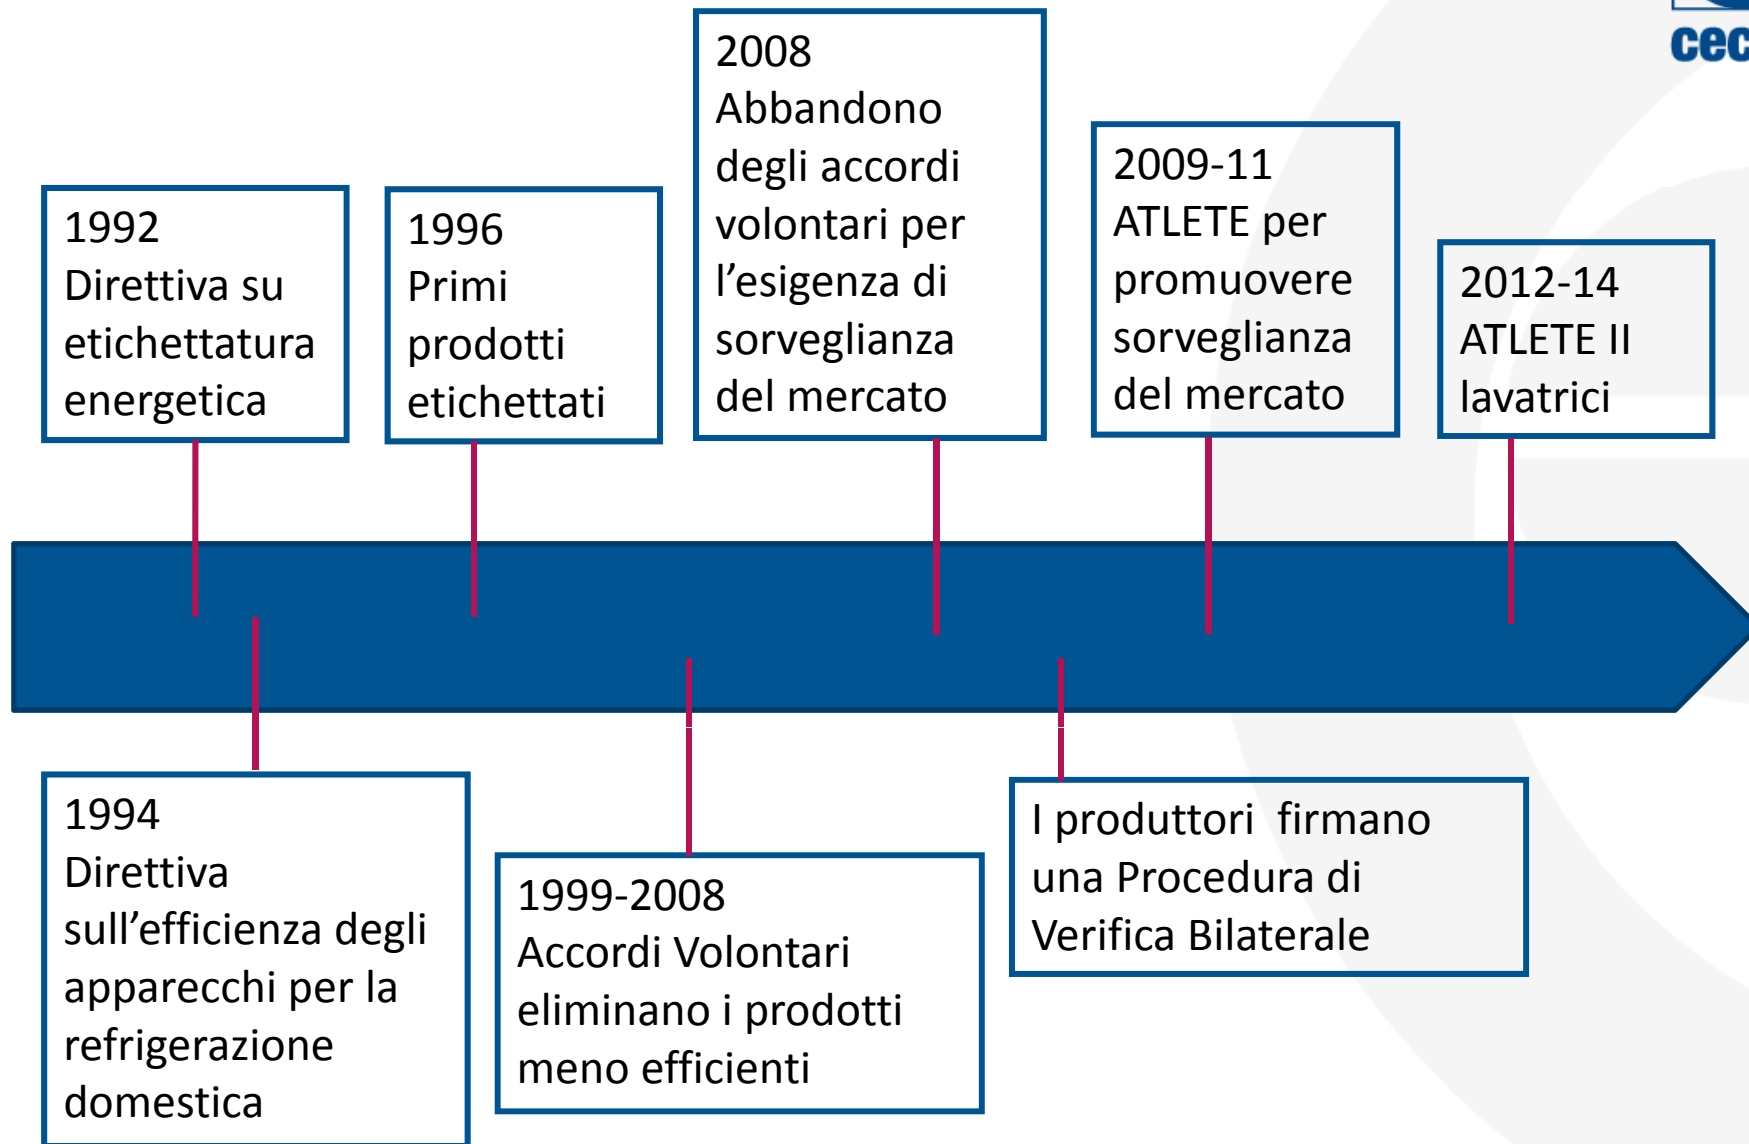 cec
2008
Abbandono
degli accordi
volontari per
l’esigenza di
sorveglianza
del mercato
2009-11
ATLETE per
promuovere
sorveglianza
del mercato
1992
Direttiva su
etichettatura
energetica
1996
Primi
prodotti
etichettati
2012-14
ATLETE II
lavatrici
1994
Direttiva
sull’efficienza degli
apparecchi per la
refrigerazione
domestica
1999-2008
Accordi Volontari
eliminano i prodotti
meno efficienti
I produttori  firmano
una Procedura di
Verifica Bilaterale